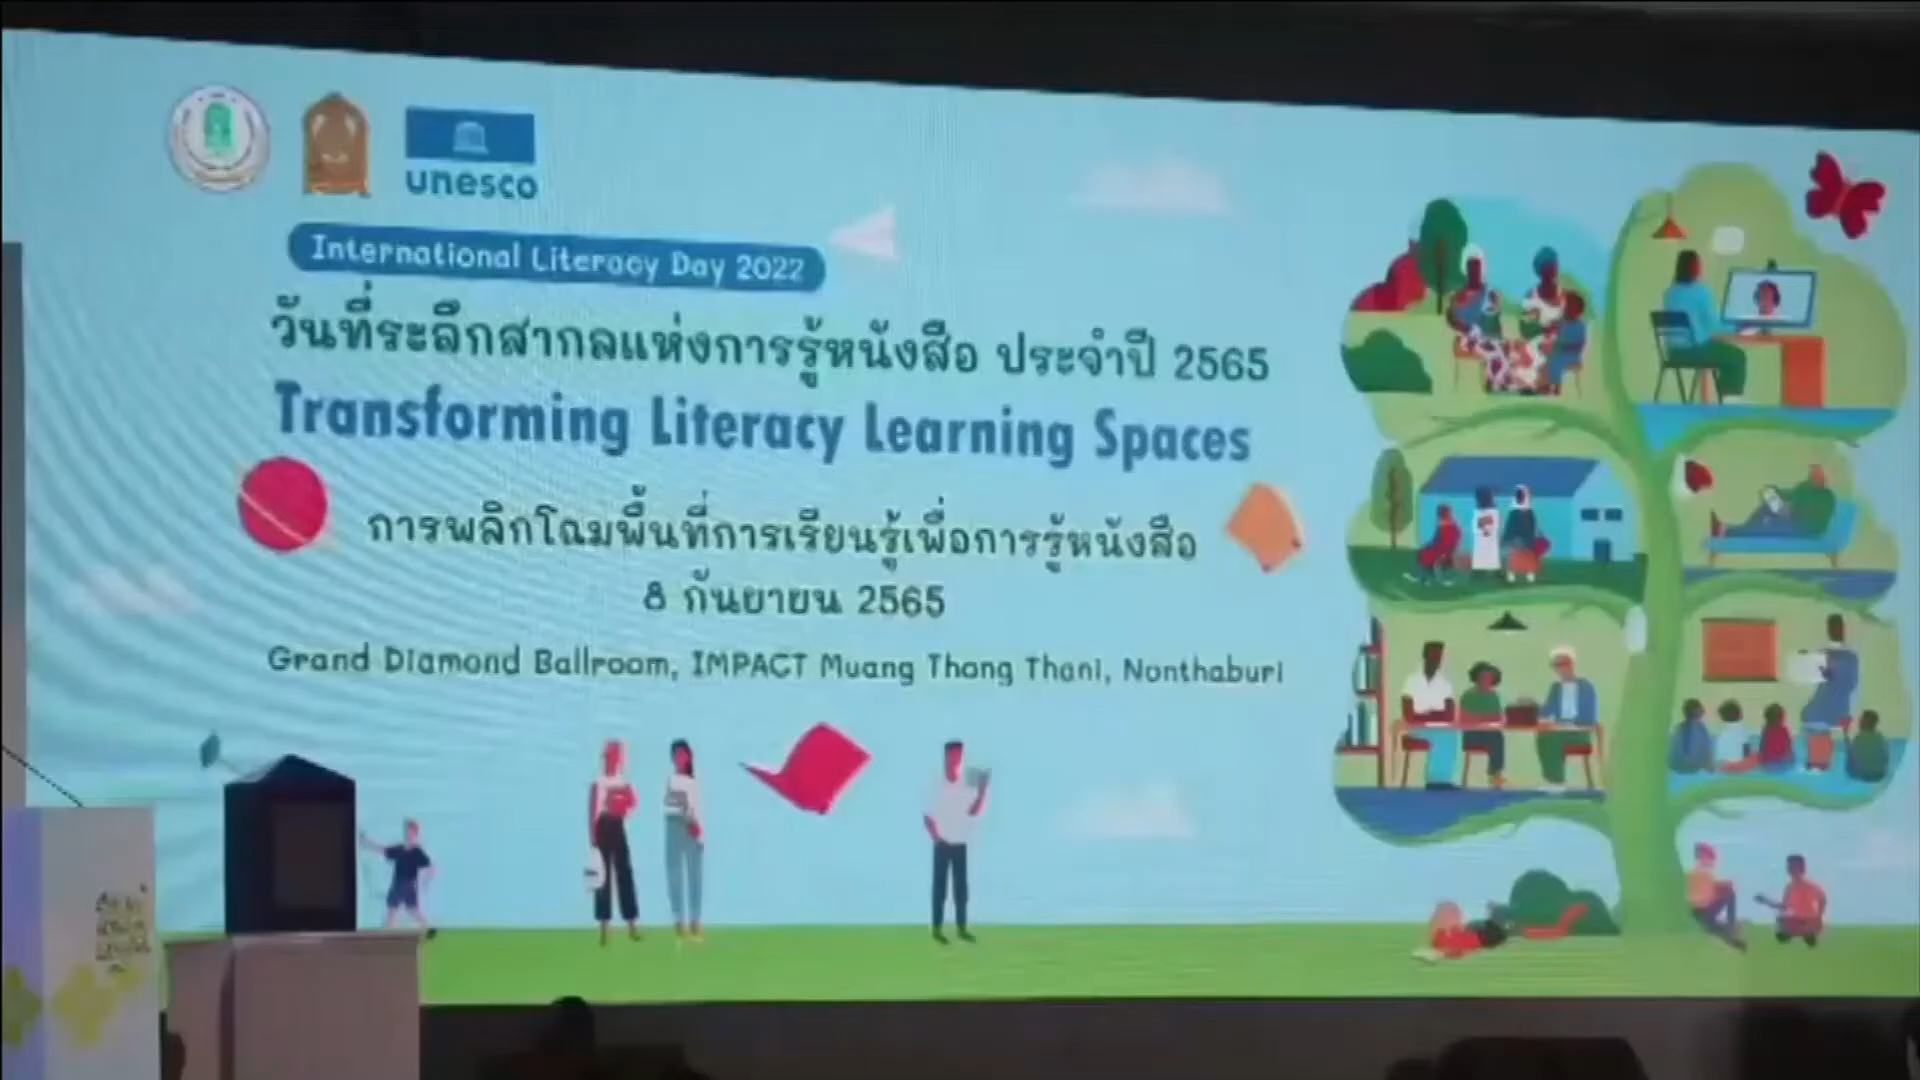 unesco
International Literacy Day 2022
วันที่ระลึกสากลแห่งการรู้หนังสือ ประจำปี 2565
Transforming Literacy Learning Spaces
การพลิกโฉมพื้นที่การเรียนรู้เพื่อการรู้หนังสือ
8 กันยายน 2565
Grand Diamond Ballroom, IMPACT Muang Thong Thani, Nonthaburi